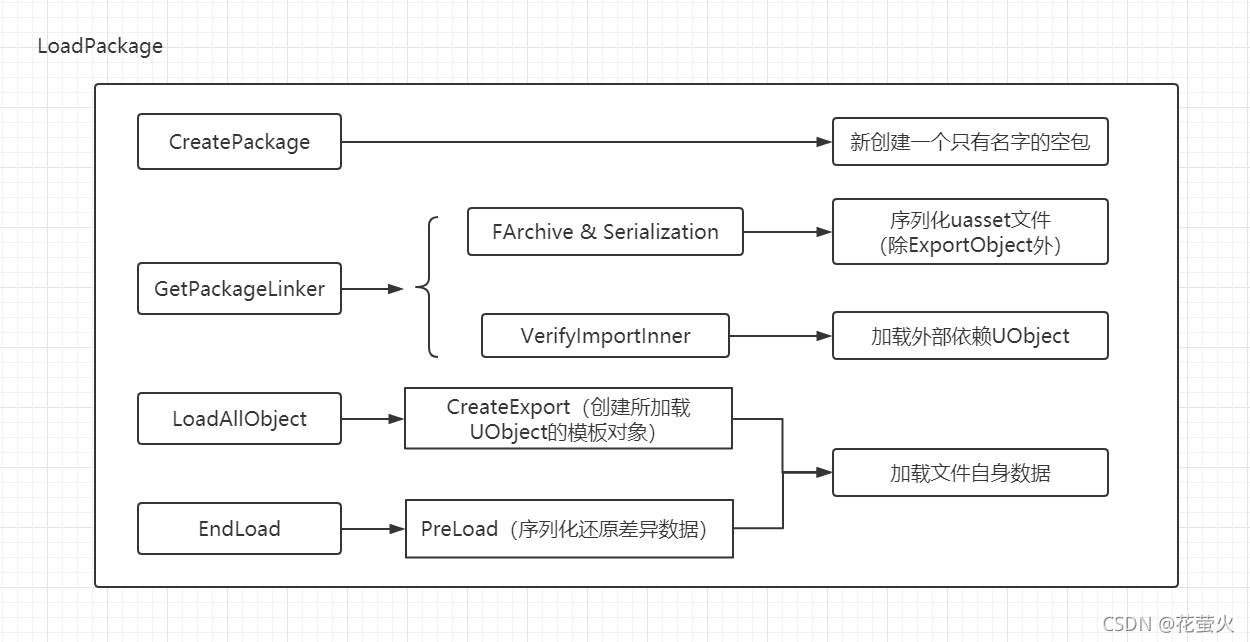 LoadPackage
CreatePackage
新创建一个只有名字的空包
FArchive & Serialization
序列化uasset文件
（除ExportObject外）
GetPackageLinker
VerifyImportInner
加载外部依赖UObject
LoadAllObject
CreateExport（创建所加载
UObject的模板对象）
加载文件自身数据
EndLoad
PreLoad（序列化还原差异数据）
CSDN @花萤火